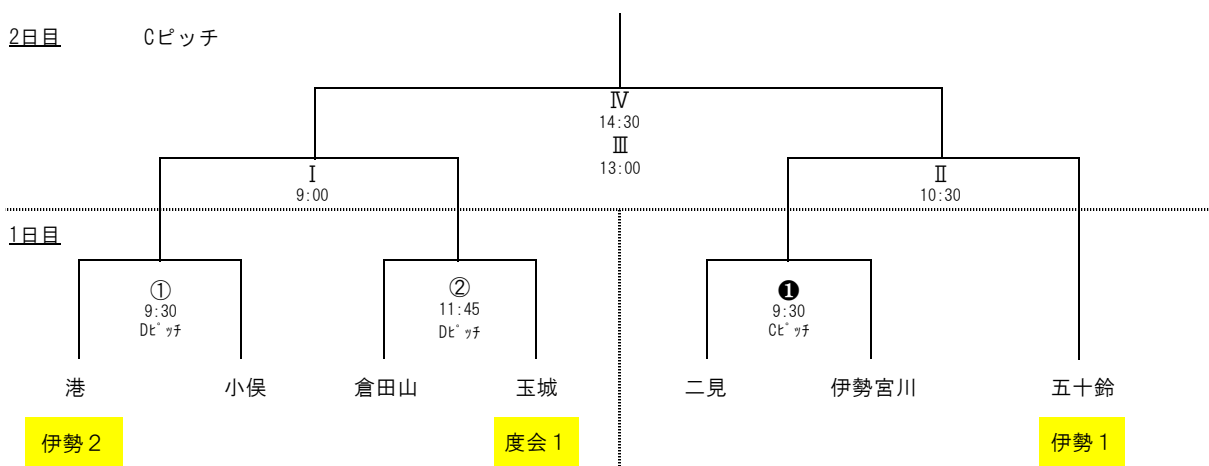 2日目 Cピッチ
Ⅳ
14:30
Ⅲ
13:00
Ⅰ
9:00
Ⅱ
10:30
1日目
①
9:30
Dﾋﾟｯﾁ
②
11:45
Dﾋﾟｯﾁ
❶
9:30
Cﾋﾟｯﾁ
港 小俣 倉田山 玉城 二見 伊勢宮川 五十鈴
伊勢２ 度会１ 伊勢１